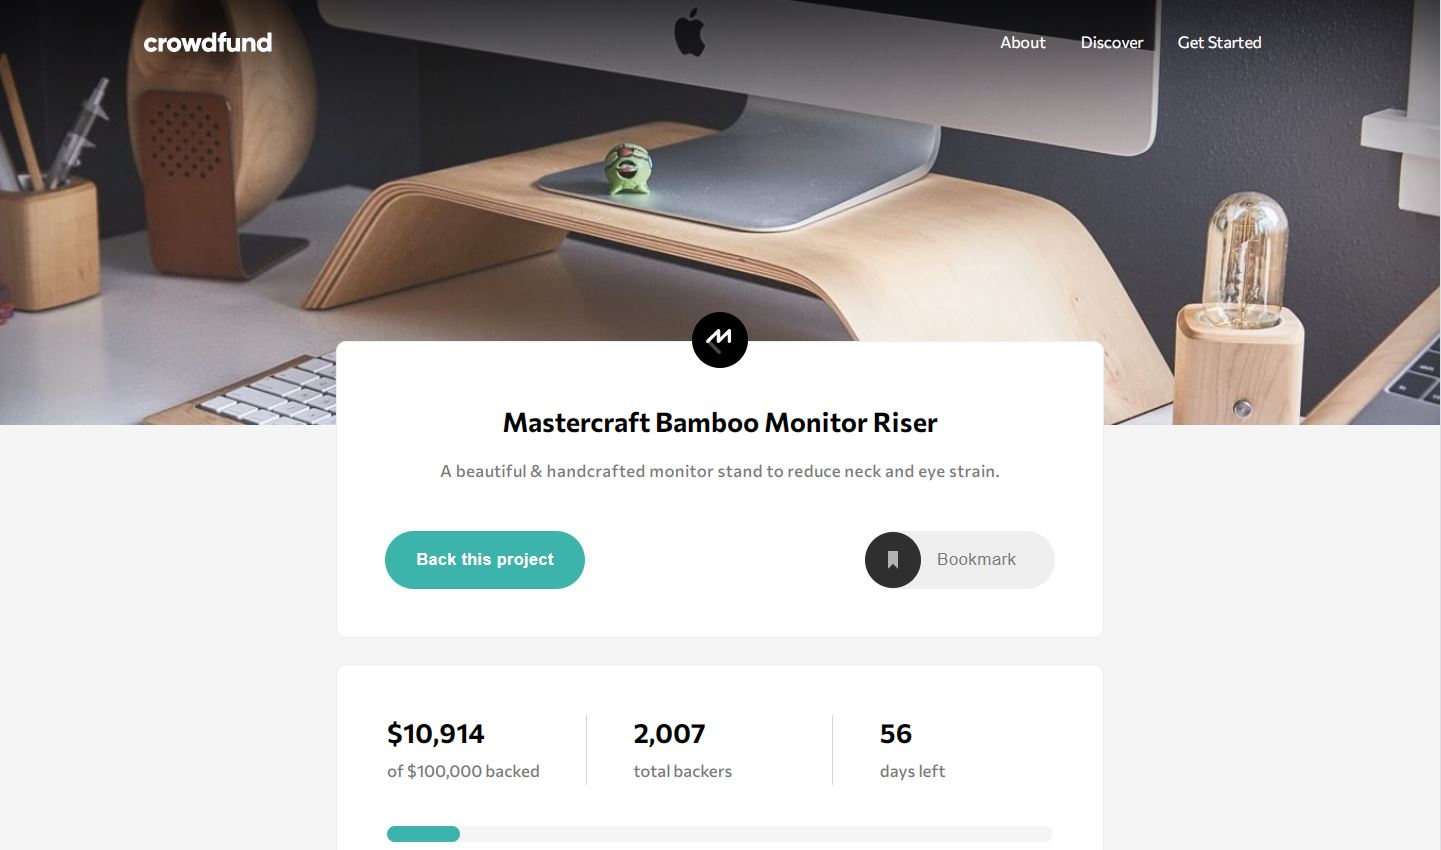 crowdfund
About
Discover
Get Started
Mastercraft Bamboo Monitor Riser
A beautiful & handcrafted monitor stand to reduce neck and eye strain.
Back this project
Bookmark
$10,914
of $100,000 backed
2,007
total backers
56
days left